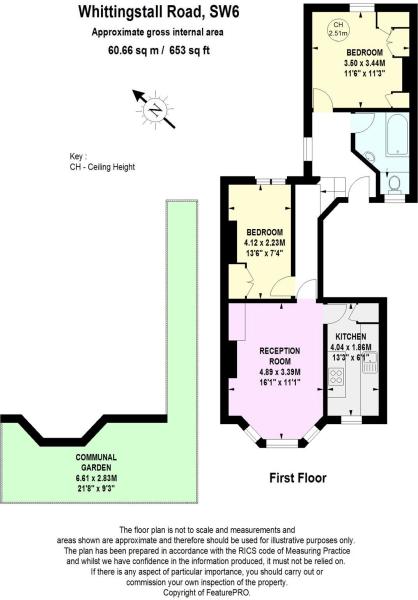 Whittingstall Road, SW6
Approximate gross internal area
60.66 sq m / 653 sq ft
N
Key :
CH - Ceiling Height
CH
2.51m
BEDROOM
3.50 x 3.44M
11'6" x 11'3"
BEDROOM
4.12 x 2.23M
13'6" x 7'4"
RECEPTION
ROOM
4.89 x 3.39M
16'1" x 11'1"
KITCHEN
4.04 x 1.86M
13'3" x 6'1"
COMMUNAL
GARDEN
6.61 x 2.83M
21'8" x 9'3"
First Floor
The floor plan is not to scale and measurements and
areas shown are approximate and therefore should be used for illustrative purposes only.
The plan has been prepared in accordance with the RICS code of Measuring Practice
and whilst we have confidence in the information produced, it must not be relied on.
If there is any aspect of particular importance, you should carry out or
commission your own inspection of the property.
Copyright of FeaturePRO.